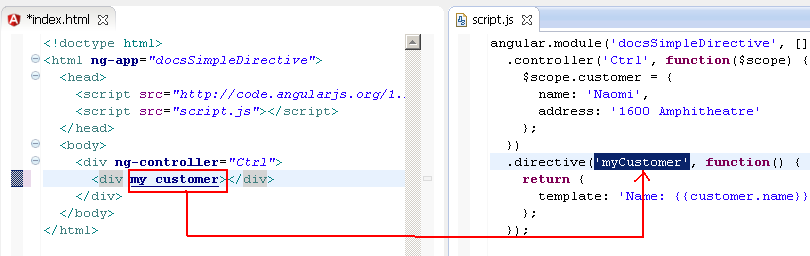 *index.html
<!doctype html>
<html ng-app="docsSimpleDirective">
<head>
<script src="http://code.angularjs.org/1.
<script src="script.js"></script>
</head>
<body>
<div ng-controller="Ctrl">
<div my customer></div>
</div>
</body>
</html>
script.js
angular.module('docsSimpleDirective', []
.controller('Ctrl', function($scope) {
$scope.customer = {
name: 'Naomi',
address: '1600 Amphitheatre'
};
})
.directive('myCustomer', function() {
return {
template: 'Name: {{customer.name}}
};
});